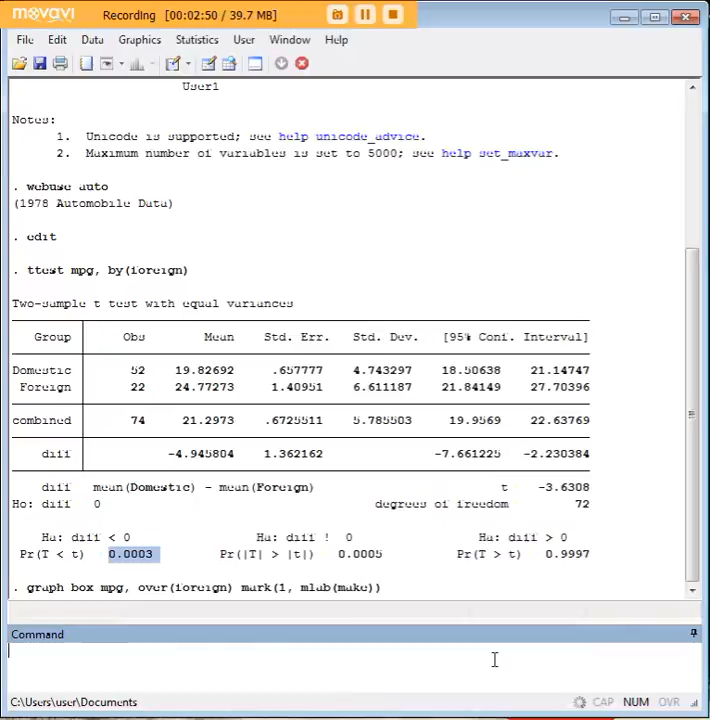 movavi Recording [00:02:50 / 39.7 MB]
File Edit Data Graphics Statistics User Window Help
User1
Notes:
1. Unicode is supported; see help unicode_advice.
2. Maximum number of variables is set to 5000; see help set_maxvar.
. webuse auto
(1978 Automobile Data)
. edit
. ttest mpg, by(foreign)
Two-sample t test with equal variances
Group Obs Mean Std. Err. Std. Dev. [95% Conf. Interval]
Domestic 52 19.82692 .657777 4.743297 18.50638 21.14747
Foreign 22 24.77273 1.40951 6.611187 21.84149 27.70396
combined 74 21.2973 .6725511 5.785503 19.9569 22.63769
diff -4.945804 1.362162 -7.661225 -2.230384
diff mean(Domestic) - mean(Foreign) t -3.6308
Ho: diff 0 degrees of freedom 72
Ha: diff < 0 Ha: diff ! 0 Ha: diff > 0
Pr(T < t) 0.0003 Pr(|T| > |t|) 0.0005 Pr(T > t) 0.9997
. graph box mpg, over(foreign) mark(1, mlab(make))
Command
C:\Users\user\Documents CAP NUM OVR